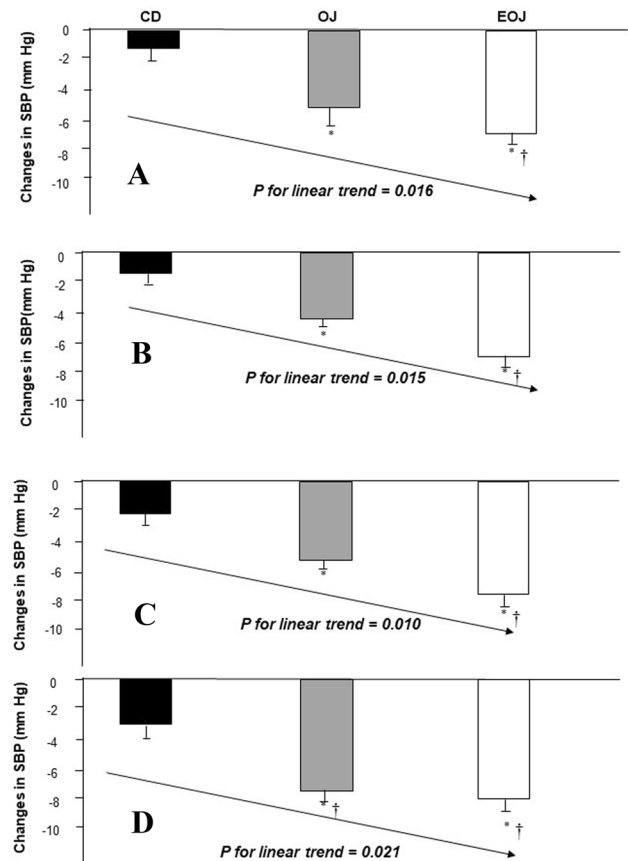 CD OJ EOJ
Changes in SBP (mm Hg)
0
-2
-4
-6
-8
-10
*
* †
A
P for linear trend = 0.016
Changes in SBP(mm Hg)
0
-2
-4
-6
-8
-10
*
* †
B
P for linear trend = 0.015
Changes in SBP (mm Hg)
0
-2
-4
-6
-8
-10
*
* †
C
P for linear trend = 0.010
Changes in SBP (mm Hg)
0
-2
-4
-6
-8
-10
* †
* †
D
P for linear trend = 0.021